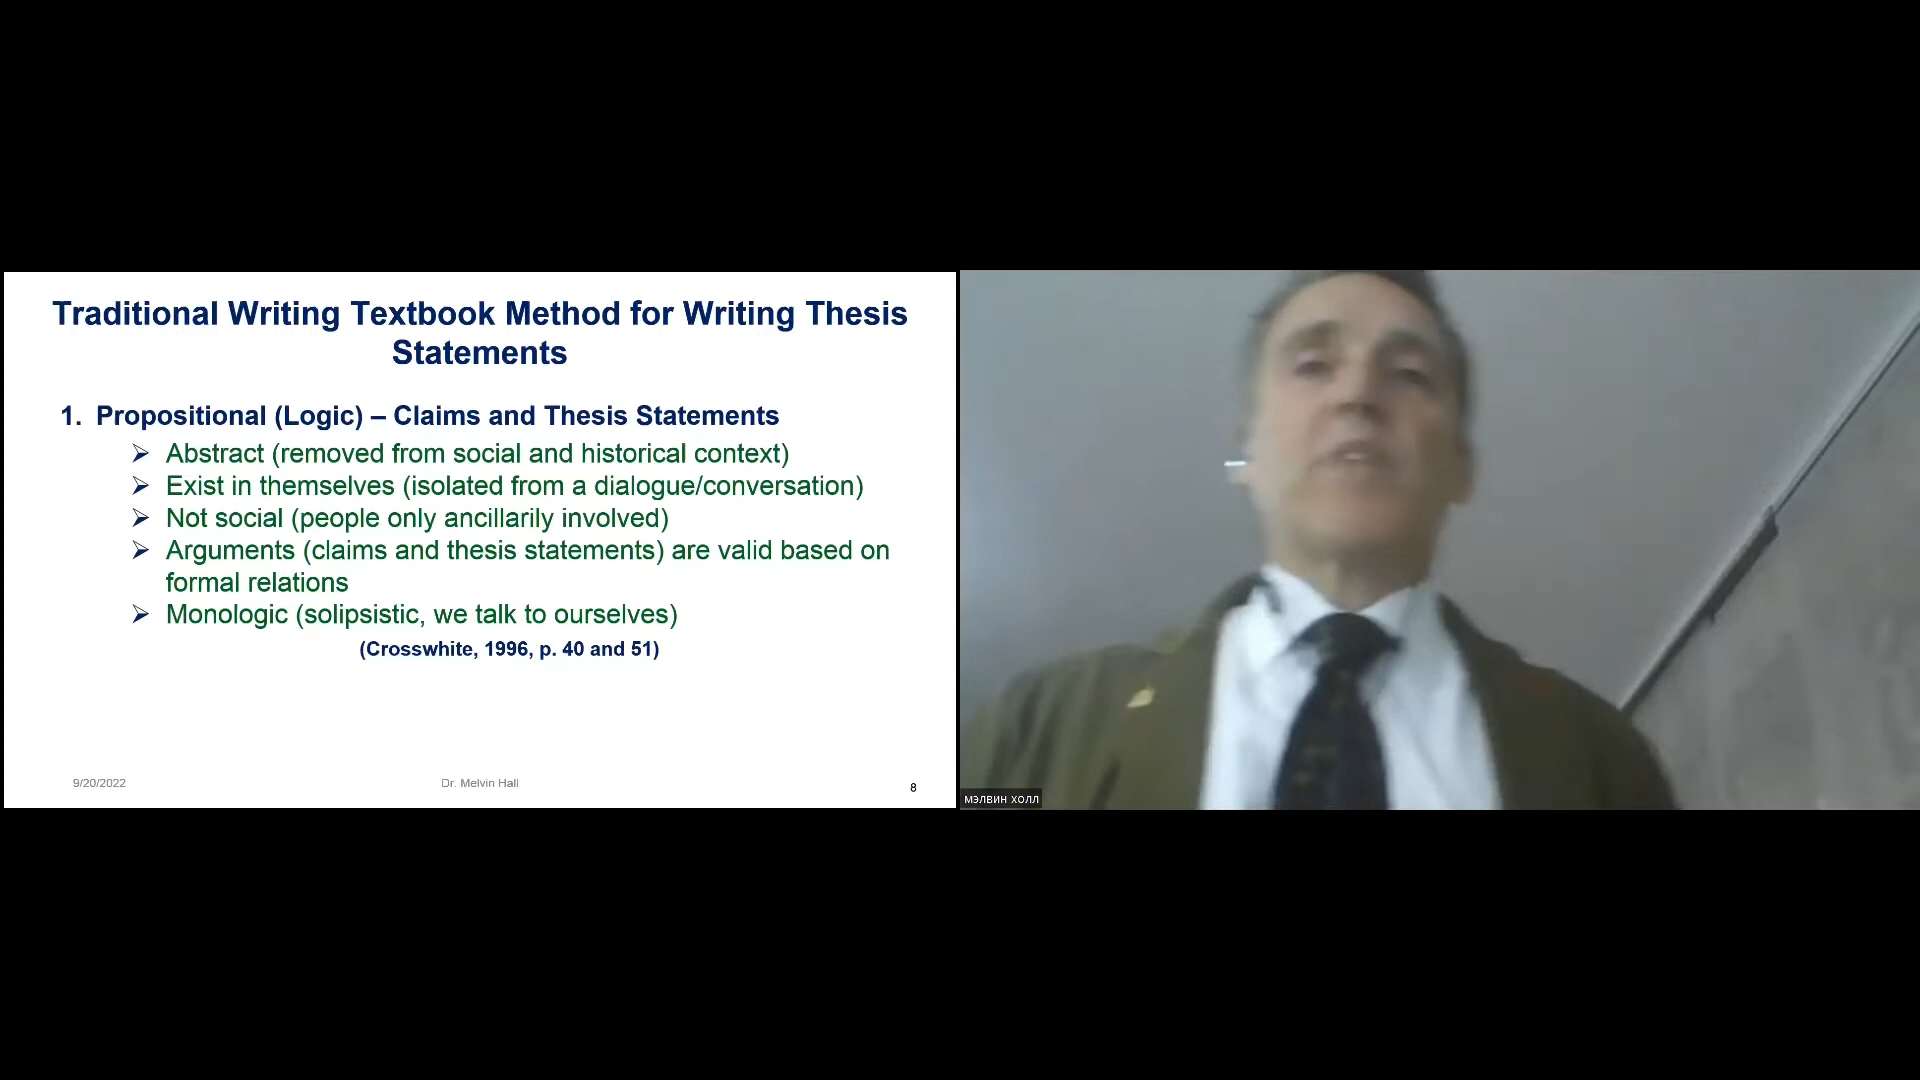 Traditional Writing Textbook Method for Writing Thesis
Statements
1. Propositional (Logic) – Claims and Thesis Statements
➢ Abstract (removed from social and historical context)
➢ Exist in themselves (isolated from a dialogue/conversation)
➢ Not social (people only ancillarily involved)
➢ Arguments (claims and thesis statements) are valid based on
formal relations
➢ Monologic (solipsistic, we talk to ourselves)
(Crosswhite, 1996, p. 40 and 51)
9/20/2022
Dr. Melvin Hall
8
мэлвин холл